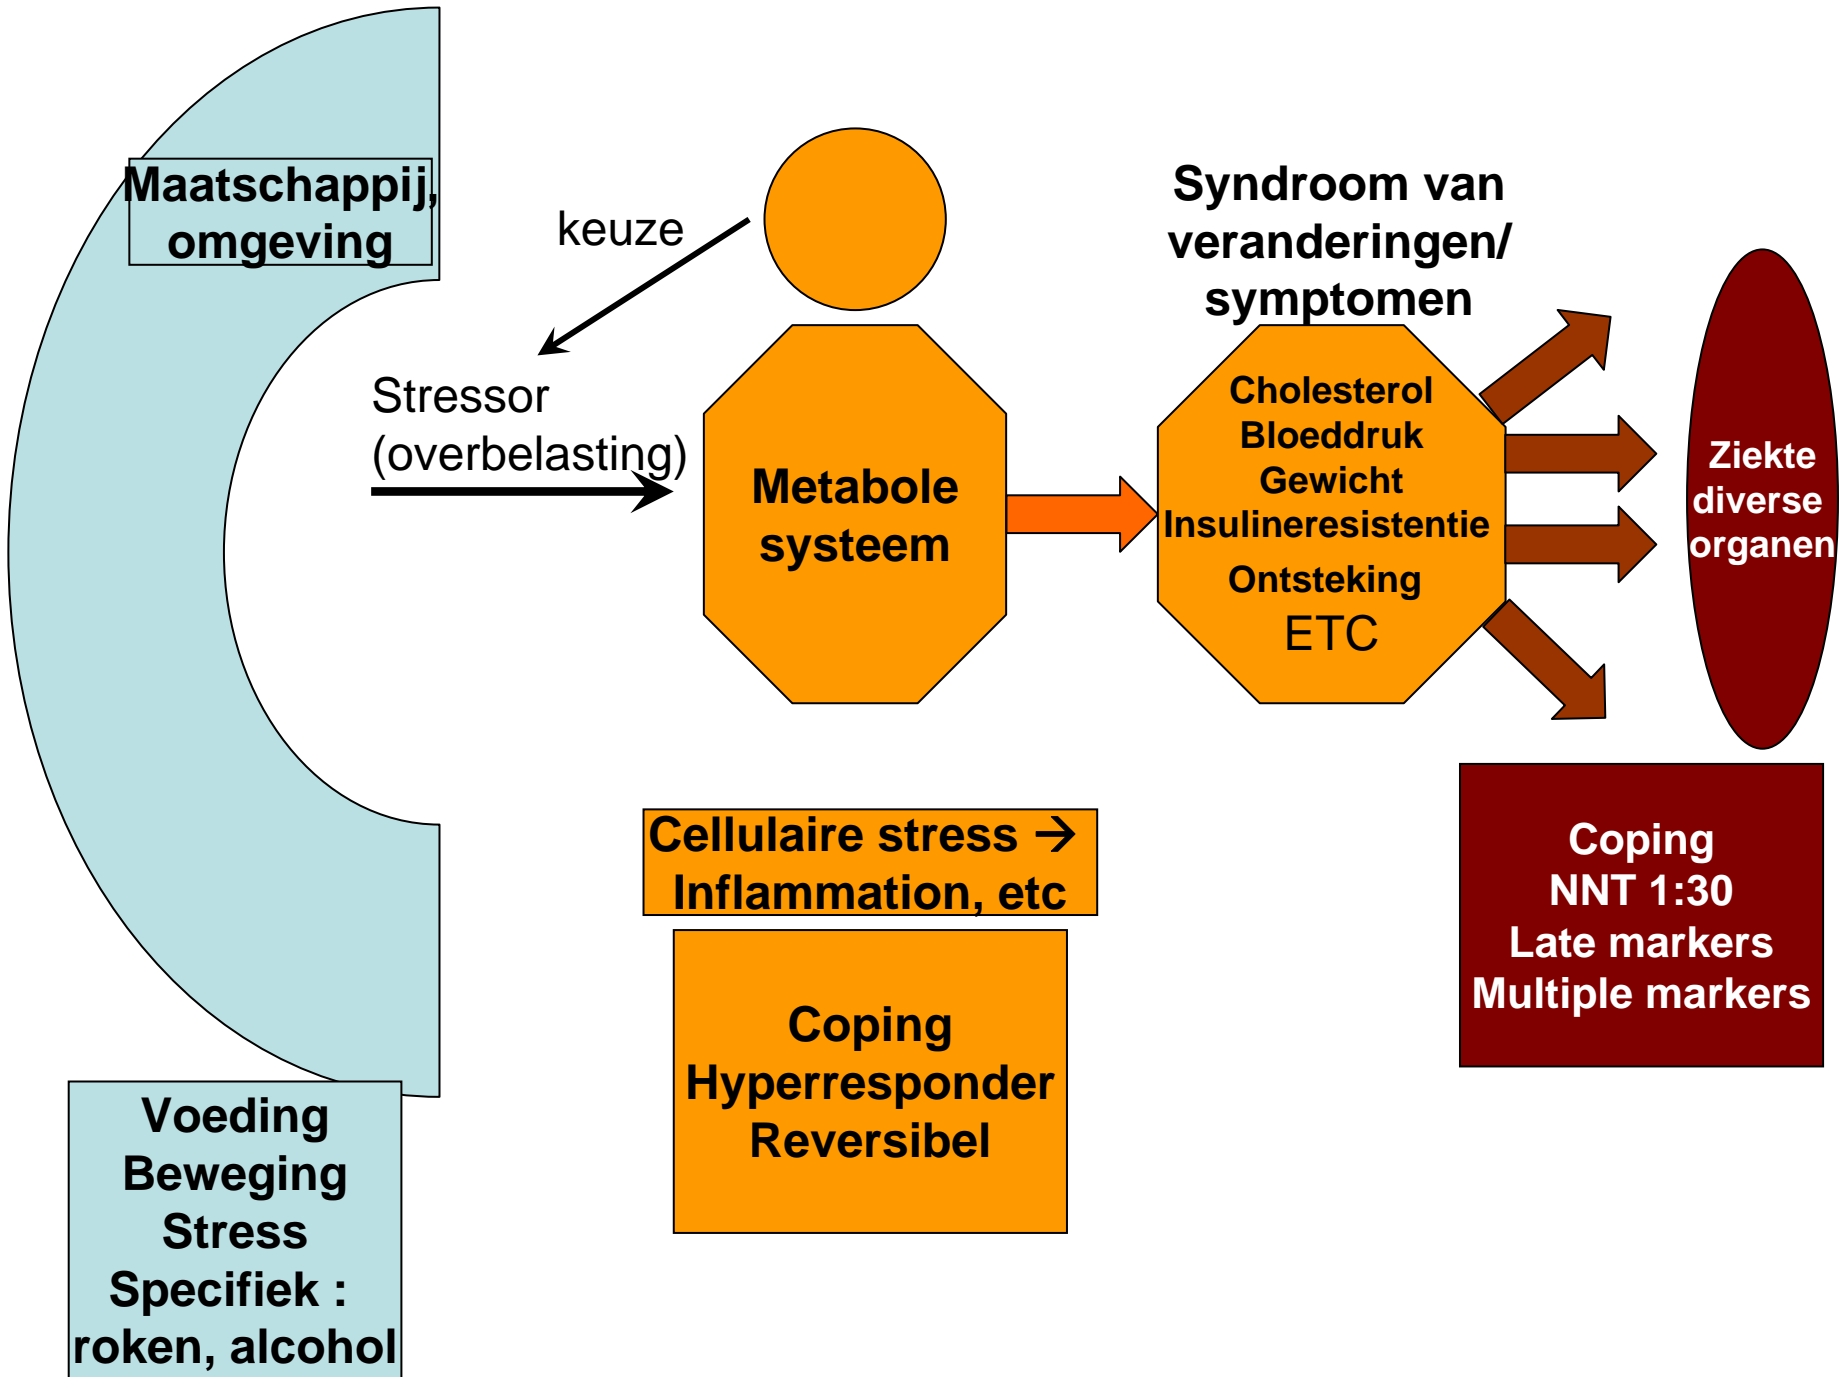 Maatschappij,
omgeving
keuze
Stressor
(overbelasting)
Metabole
systeem
Syndroom van
veranderingen/
symptomen
Cholesterol
Bloeddruk
Gewicht
Insulineresistentie
Ontsteking
ETC
Ziekte
diverse
organen
Cellulaire stress →
Inflammation, etc
Coping
Hyperresponder
Reversibel
Coping
NNT 1:30
Late markers
Multiple markers
Voeding
Beweging
Stress
Specifiek :
roken, alcohol